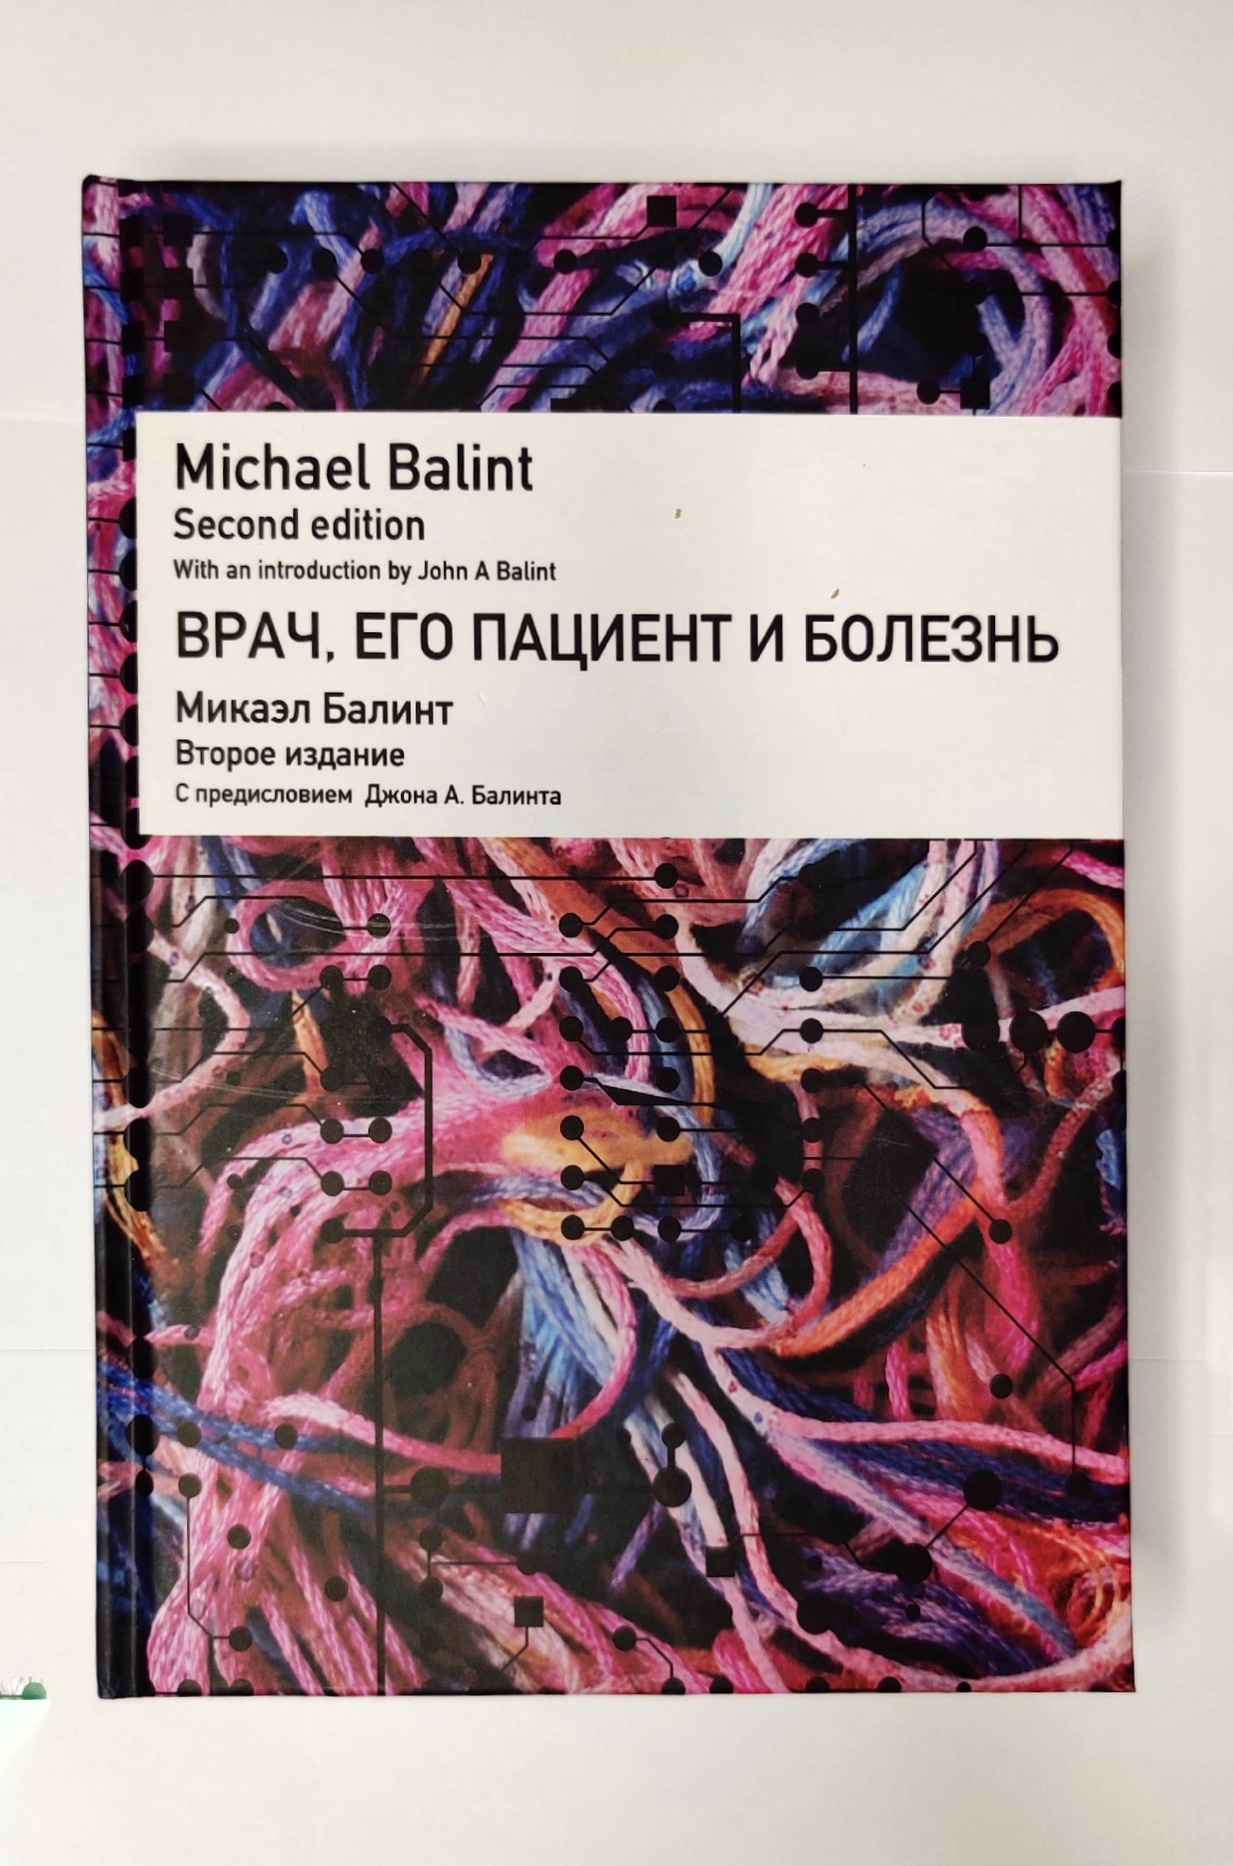 Michael Balint
Second edition
With an introduction by John A Balint
ВРАЧ, ЕГО ПАЦИЕНТ И БОЛЕЗНЬ
Микаэл Балинт
Второе издание
С предисловием Джона А. Балинта